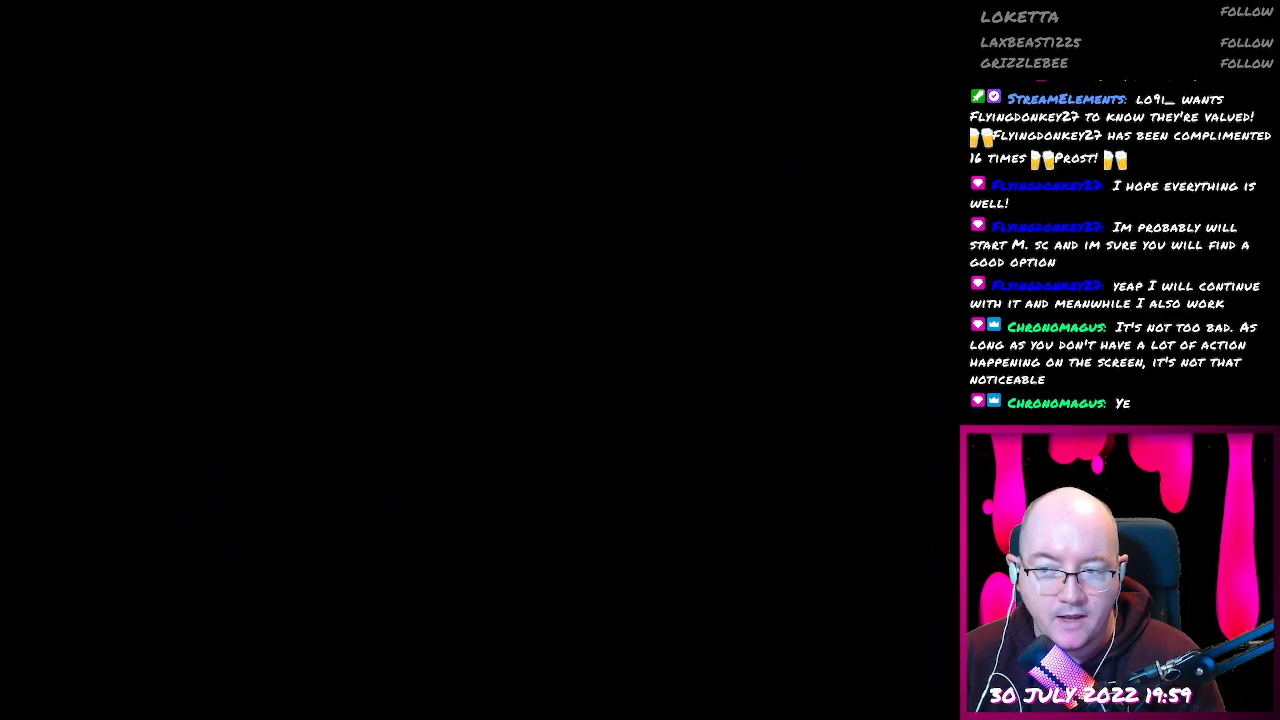 LOKETTA FOLLOW
LAXBEAST1225 FOLLOW
GRIZZLEBEE FOLLOW
StreamElements: lo9i_ wants
Flyingdonkey27 to know they're valued!
Flyingdonkey27 has been complimented
16 times Prost!
Flyingdonkey27: I hope everything is
well!
Flyingdonkey27: Im probably will
start M. sc and im sure you will find a
good option
Flyingdonkey27: yeap I will continue
with it and meanwhile I also work
Chronomagus: It's not too bad. As
long as you don't have a lot of action
happening on the screen, it's not that
noticeable
Chronomagus: Ye
30 JULY 2022 19:59